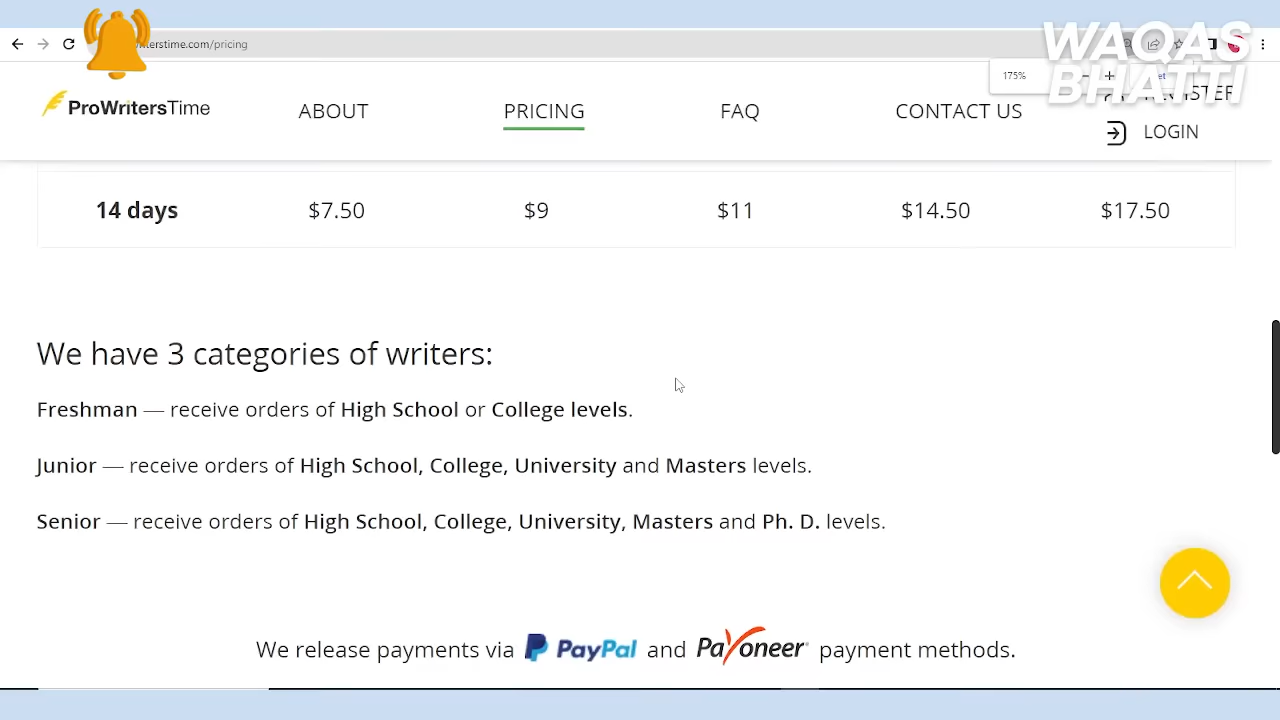 WAQAS
BHATTI
terstime.com/pricing
175%
ProWritersTime
ABOUT
PRICING
FAQ
CONTACT US
REGISTER
LOGIN
14 days $7.50 $9 $11 $14.50 $17.50
We have 3 categories of writers:
Freshman — receive orders of High School or College levels.
Junior — receive orders of High School, College, University and Masters levels.
Senior — receive orders of High School, College, University, Masters and Ph. D. levels.
We release payments via PayPal and Payoneer payment methods.